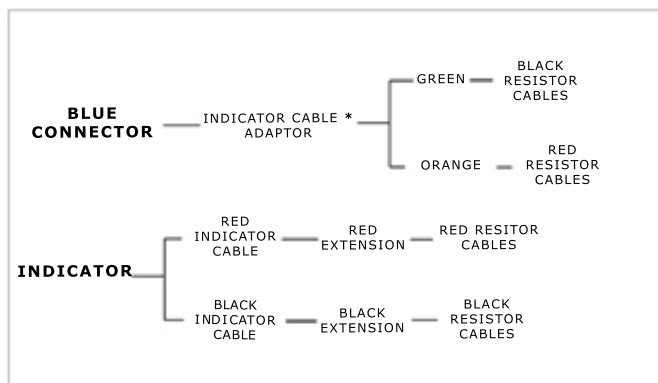 BLUE
CONNECTOR
INDICATOR CABLE *
ADAPTOR
GREEN
BLACK
RESISTOR
CABLES
ORANGE
RED
RESISTOR
CABLES
INDICATOR
RED
INDICATOR
CABLE
RED
EXTENSION
RED RESITOR
CABLES
BLACK
INDICATOR
CABLE
BLACK
EXTENSION
BLACK
RESISTOR
CABLES